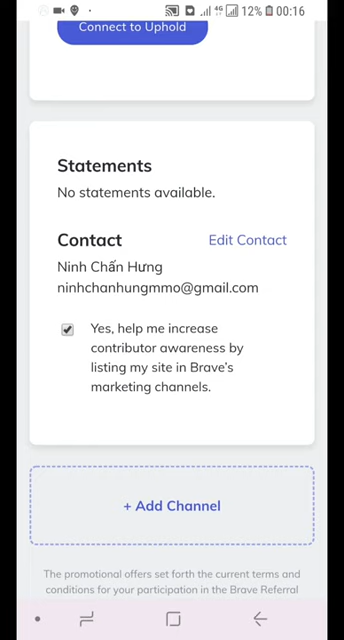 12% 00:16
Connect to Uphold
Statements
No statements available.
Contact
Edit Contact
Ninh Chấn Hưng
ninhchanhungmmo@gmail.com
Yes, help me increase
contributor awareness by
listing my site in Brave's
marketing channels.
+ Add Channel
The promotional offers set forth the current terms and
conditions for your participation in the Brave Referral